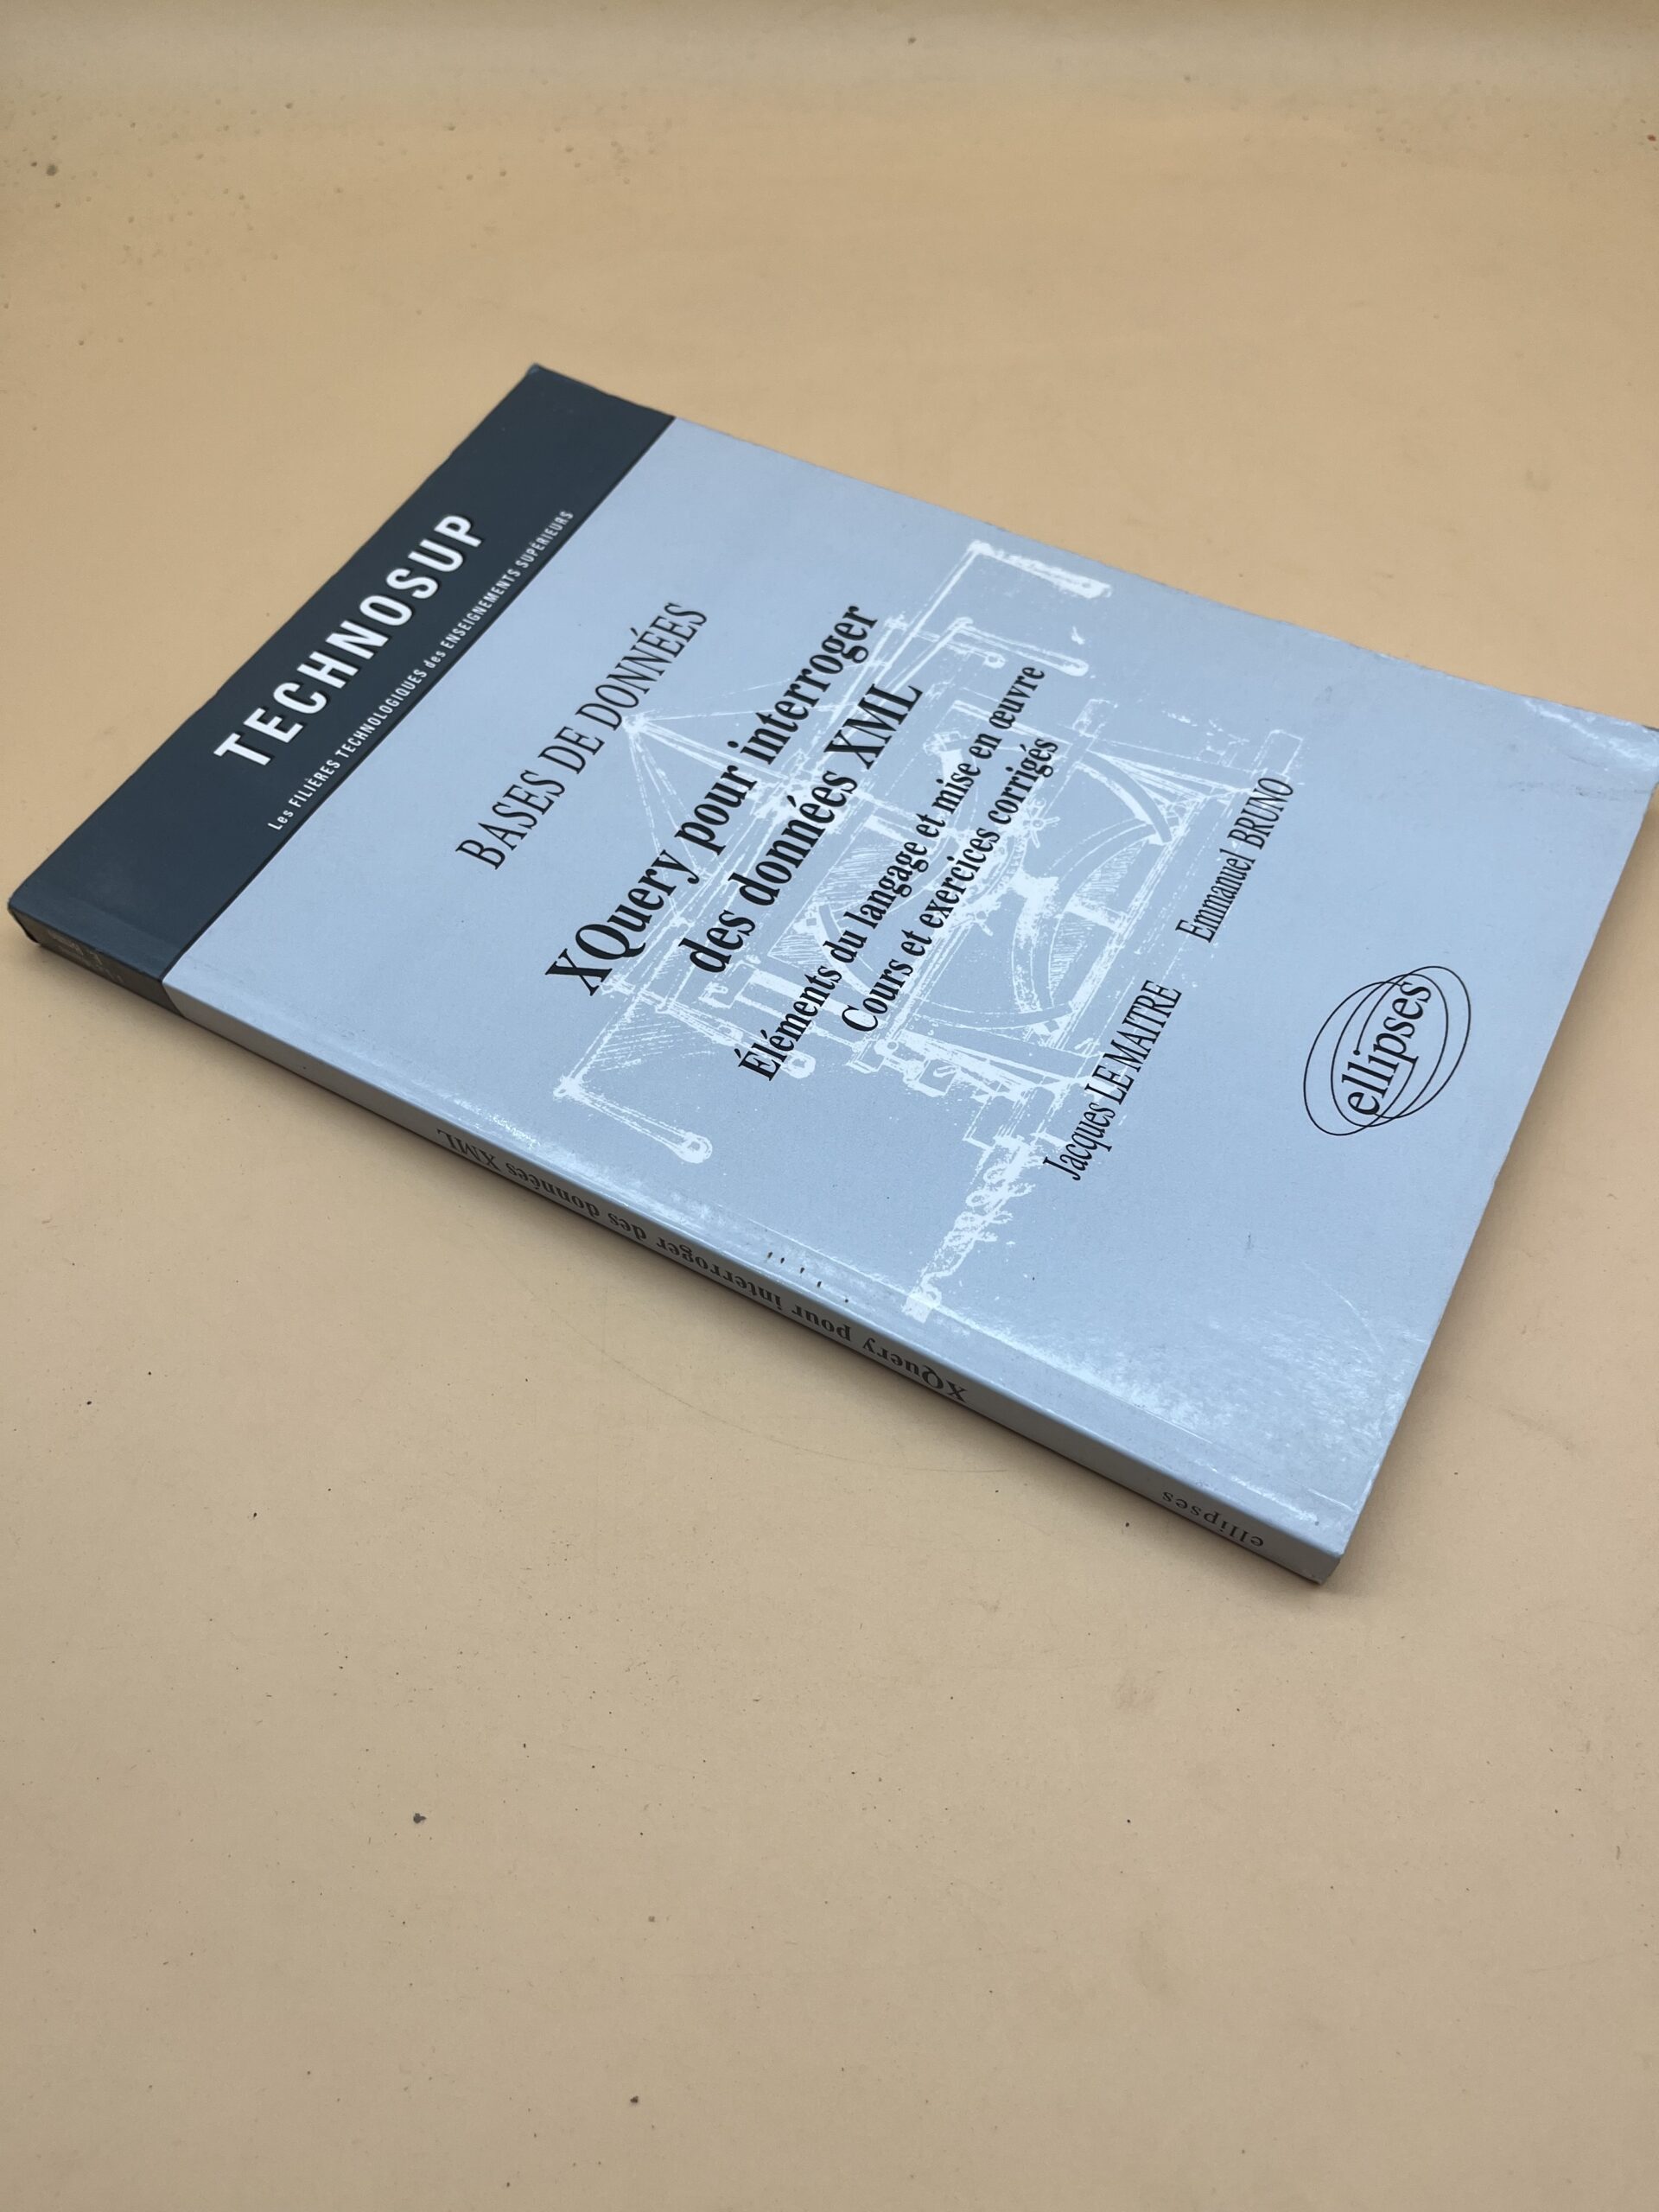 TECHNOSUP
Les FILIÈRES TECHNOLOGIQUES des ENSEIGNEMENTS SUPÉRIEURS
BASES DE DONNÉES
XQuery pour interroger
des données XML
Éléments du langage et mise en œuvre
Cours et exercices corrigés
Jacques LE MAITRE Emmanuel BRUNO
ellipses
XQuery pour interroger des données XML
ellipses